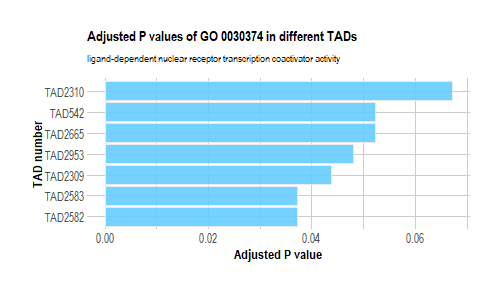 Adjusted P values of GO 0030374 in different TADs
ligand-dependent nuclear receptor transcription coactivator activity
TAD number
TAD2310
TAD542
TAD2665
TAD2953
TAD2309
TAD2583
TAD2582
0.00 0.02 0.04 0.06
Adjusted P value